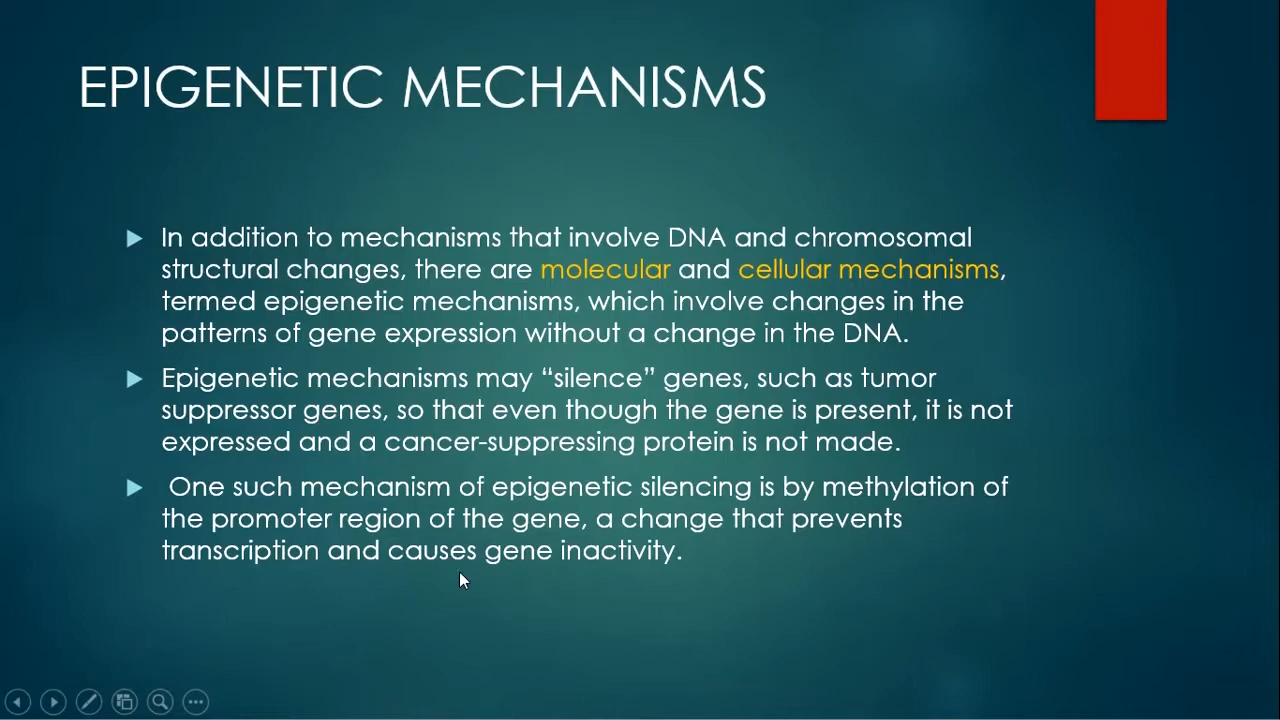 EPIGENETIC MECHANISMS
In addition to mechanisms that involve DNA and chromosomal
structural changes, there are molecular and cellular mechanisms,
termed epigenetic mechanisms, which involve changes in the
patterns of gene expression without a change in the DNA.
Epigenetic mechanisms may “silence” genes, such as tumor
suppressor genes, so that even though the gene is present, it is not
expressed and a cancer-suppressing protein is not made.
One such mechanism of epigenetic silencing is by methylation of
the promoter region of the gene, a change that prevents
transcription and causes gene inactivity.